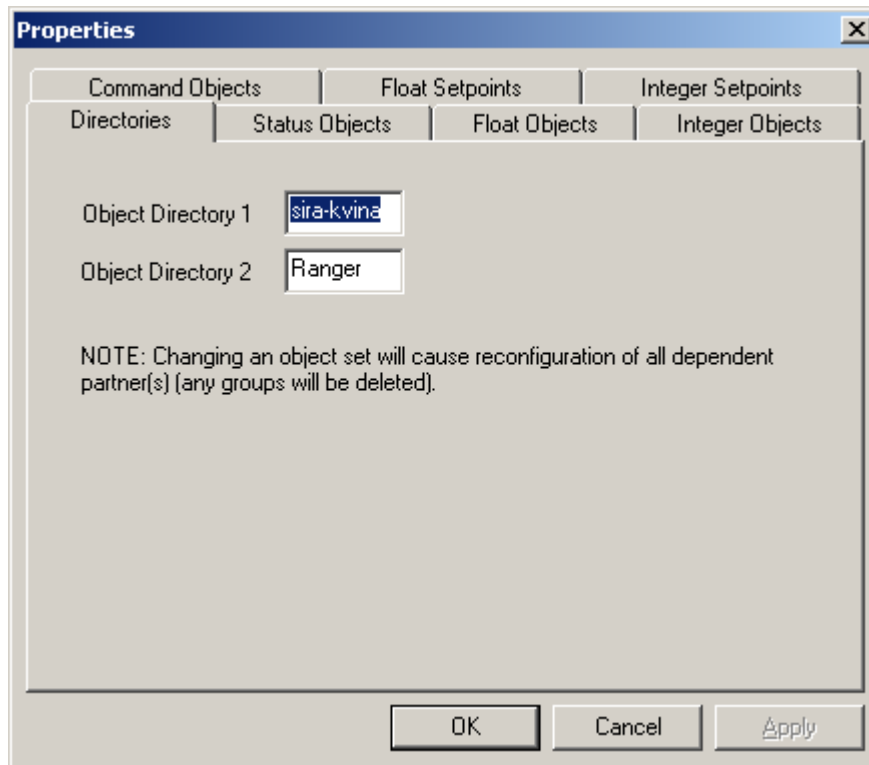 Properties
Command Objects Float Setpoints Integer Setpoints
Directories Status Objects Float Objects Integer Objects
Object Directory 1 sira-kvina
Object Directory 2 Ranger
NOTE: Changing an object set will cause reconfiguration of all dependent
partner(s) (any groups will be deleted).
OK Cancel Apply